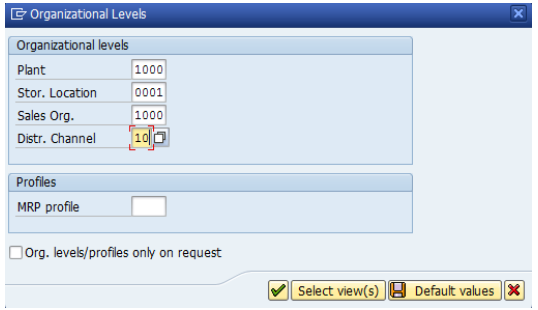 Organizational Levels
Organizational levels
Plant 1000
Stor. Location 0001
Sales Org. 1000
Distr. Channel 10
Profiles
MRP profile
Org. levels/profiles only on request
Select view(s) Default values